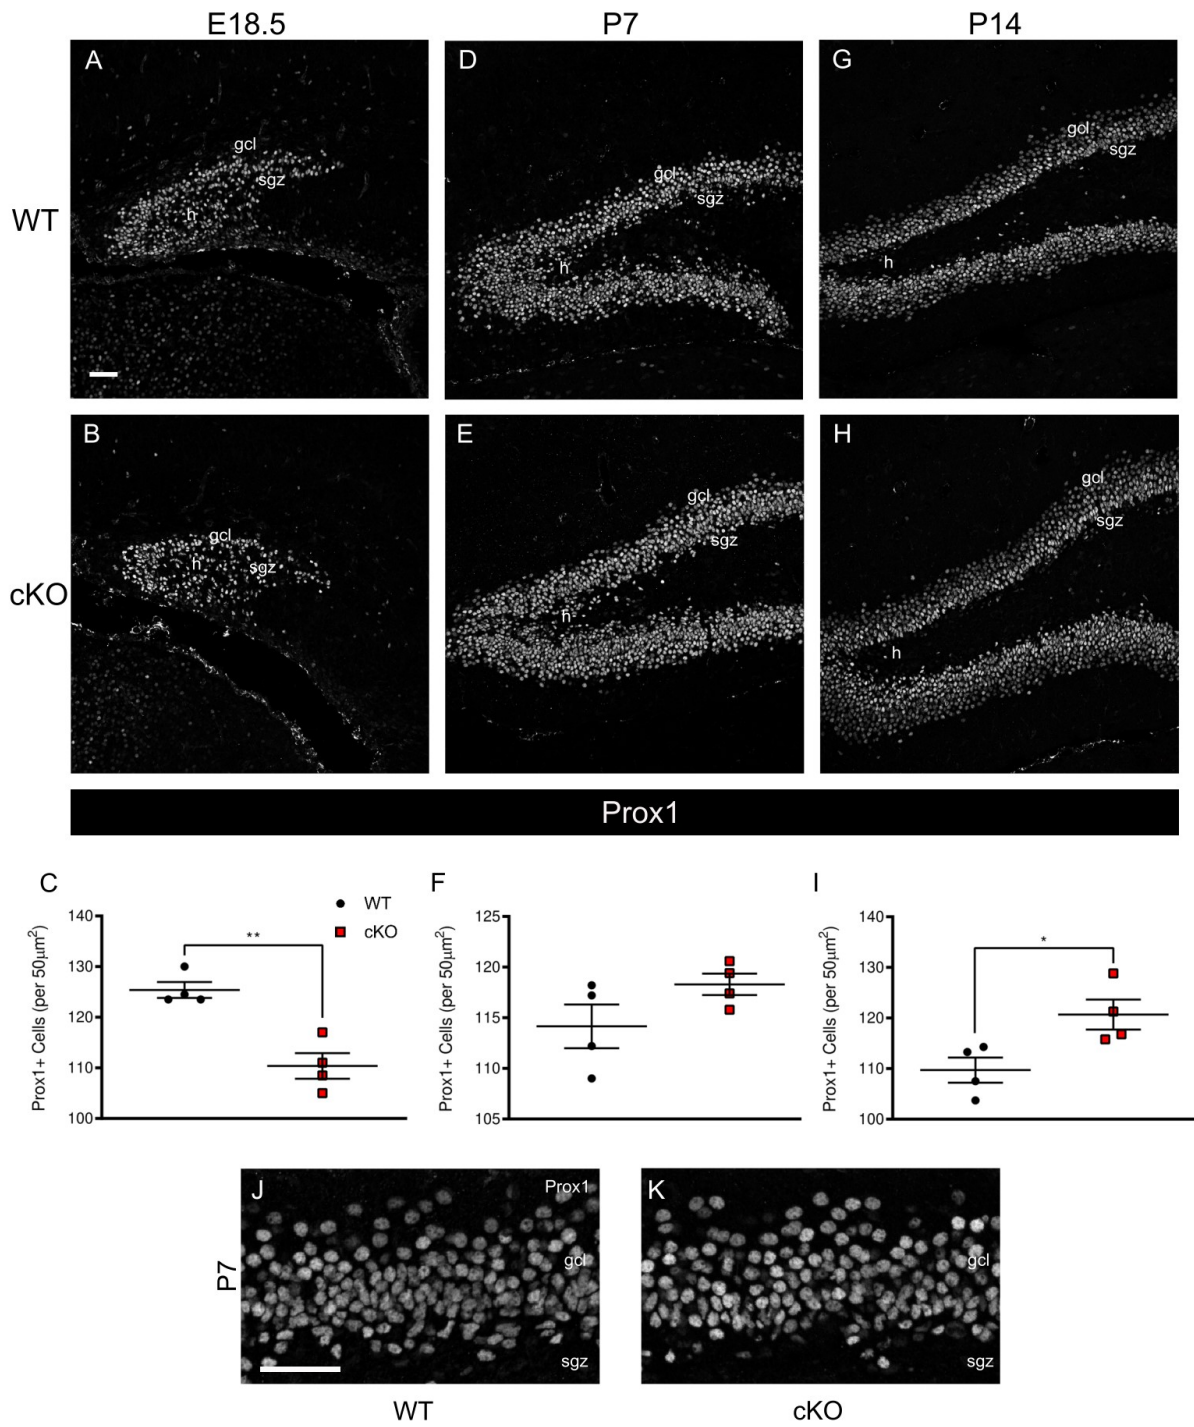 E18.5 P7 P14
A D G
gcl sgz h
gcl sgz h
gcl sgz h
WT
B E H
gcl h sgz
gcl sgz h
gcl sgz h
cKO
Prox1
C F I
WT
cKO
Prox1+ Cells (per 50µm²)
140
130
120
110
100
**
Prox1+ Cells (per 50µm²)
125
120
115
110
105
Prox1+ Cells (per 50µm²)
140
130
120
110
100
*
P7
J Prox1
gcl
sgz
K
gcl
sgz
WT cKO